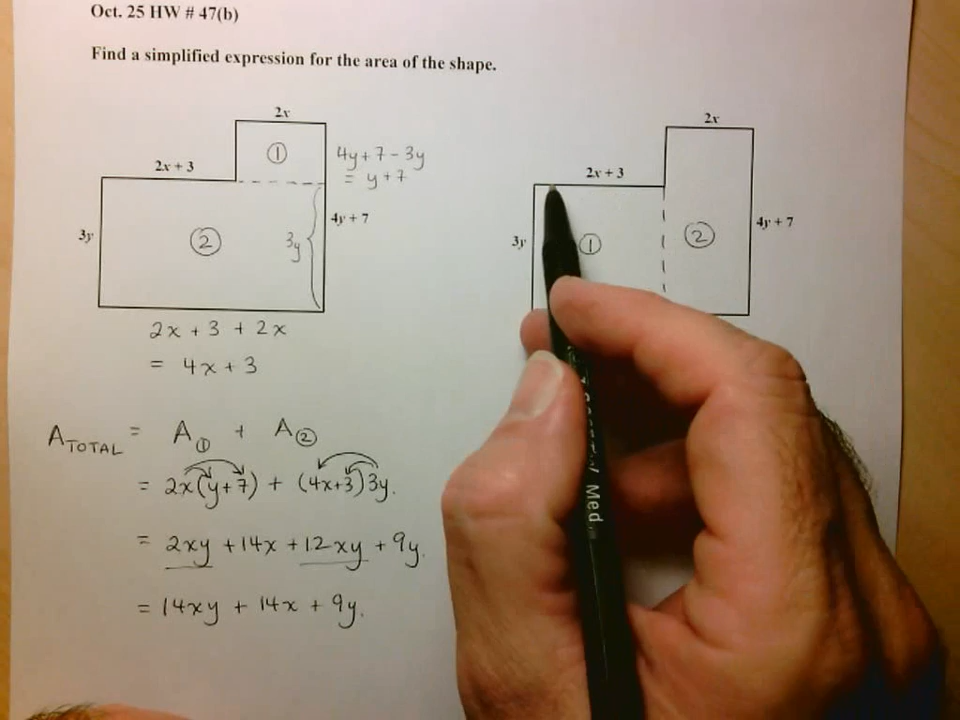 Oct. 25 HW # 47(b)
Find a simplified expression for the area of the shape.
2x
2x + 3
①
4y + 7 - 3y
= y + 7
3y
②
3y
4y + 7
2x + 3 + 2x
= 4x + 3
2x
2x + 3
3y
①
②
4y + 7
A TOTAL = A① + A②
= 2x(y+7) + (4x+3)3y.
= 2xy + 14x + 12xy + 9y.
= 14xy + 14x + 9y.
Med.